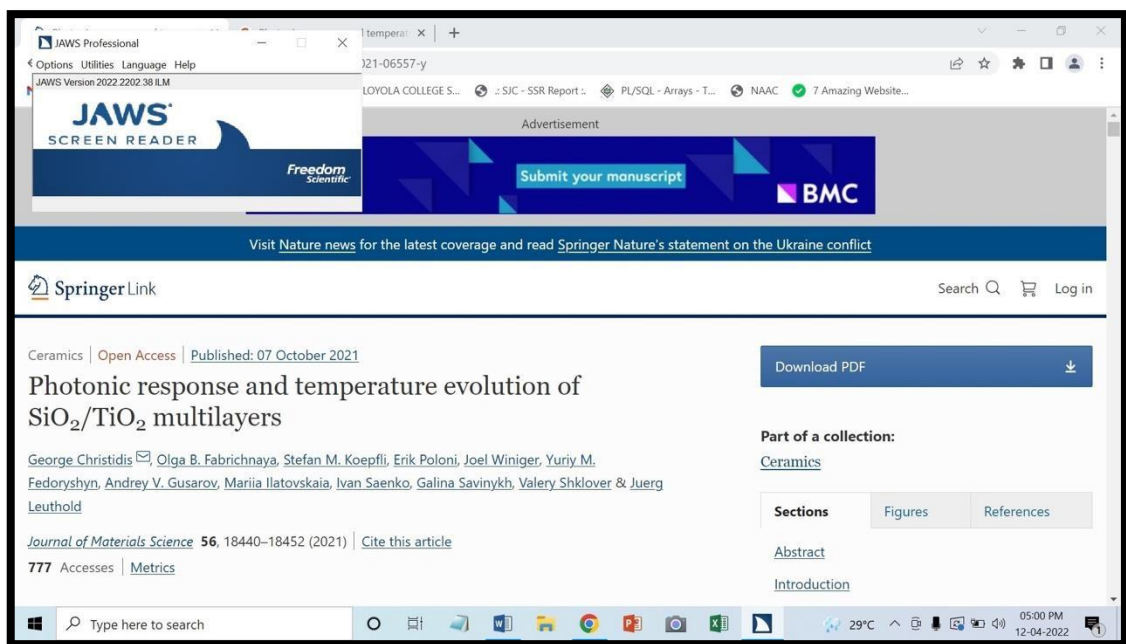 JAWS Professional
Options Utilities Language Help
JAWS Version 2022.2202.38 ILM
JAWS
SCREEN READER
Freedom
Scientific
temperat
021-06557-y
LOYOLA COLLEGE S...
.: SJC - SSR Report :.
PL/SQL - Arrays - T...
NAAC
7 Amazing Website...
Advertisement
Submit your manuscript
BMC
Visit Nature news for the latest coverage and read Springer Nature's statement on the Ukraine conflict
Springer Link
Search
Log in
Ceramics | Open Access | Published: 07 October 2021
Photonic response and temperature evolution of
SiO₂/TiO₂ multilayers
George Christidis, Olga B. Fabrichnaya, Stefan M. Koepfli, Erik Poloni, Joel Winiger, Yuriy M.
Fedoryshyn, Andrey V. Gusarov, Mariia Ilatovskaia, Ivan Saenko, Galina Savinykh, Valery Shklover & Juerg
Leuthold
Journal of Materials Science 56, 18440–18452 (2021) | Cite this article
777 Accesses | Metrics
Download PDF
Part of a collection:
Ceramics
Sections
Figures
References
Abstract
Introduction
Type here to search
29°C
05:00 PM
12-04-2022
1